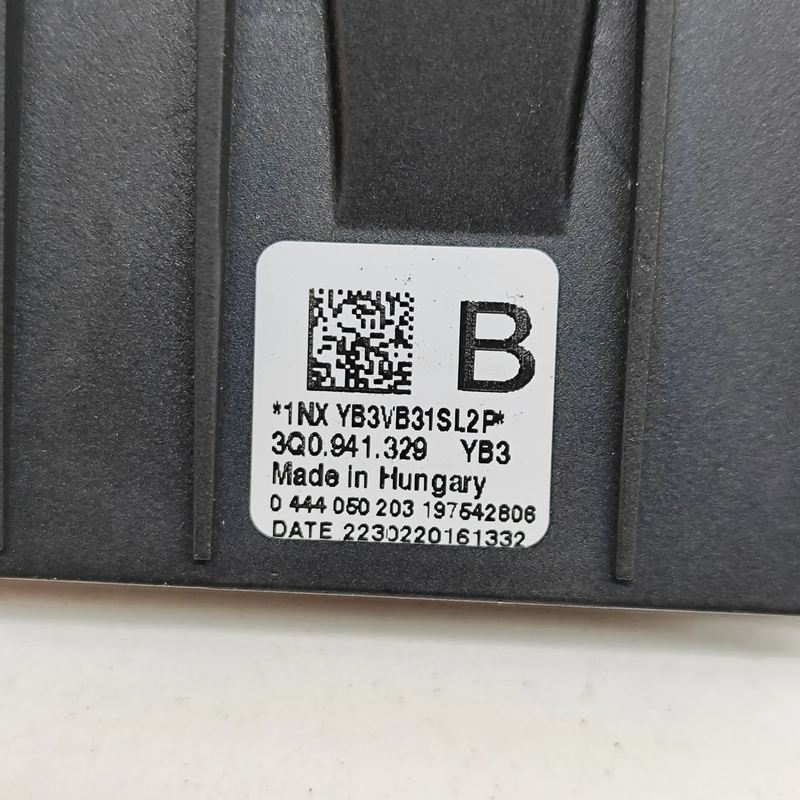 B
*1NX YB3VB31SL2P*
3Q0.941.329 YB3
Made in Hungary
0 444 050 203 197542806
DATE 2230220161332